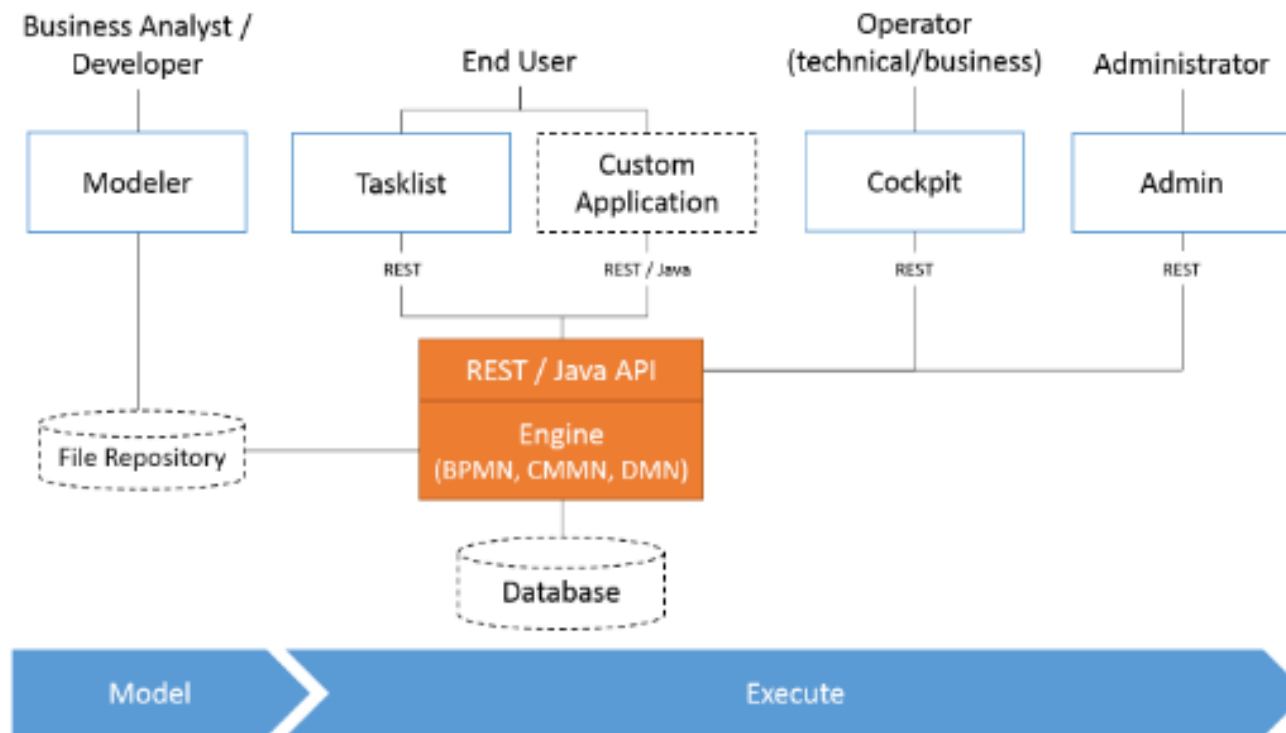 Business Analyst /
Developer
End User
Operator
(technical/business)
Administrator
Modeler
Tasklist
Custom
Application
Cockpit
Admin
REST
REST / Java
REST
REST
REST / Java API
Engine
(BPMN, CMMN, DMN)
File Repository
Database
Model
Execute